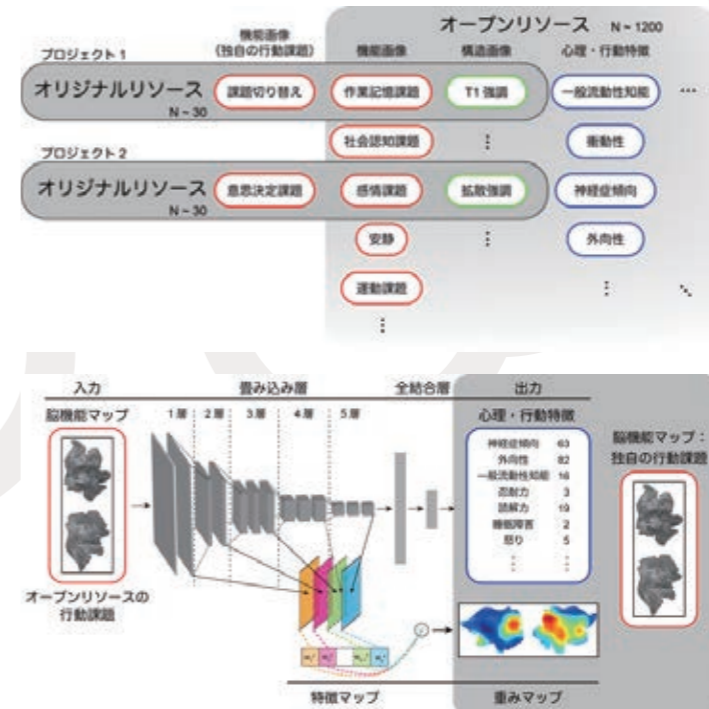 オープンリソース N ~ 1200
機能画像
(独自の行動課題)
機能画像
構造画像
心理・行動特徴
プロジェクト1
オリジナルリソース
N ~ 30
課題切り替え
作業記憶課題
T1 強調
一般流動性知能
…
社会認知課題
⋮
衝動性
プロジェクト2
オリジナルリソース
N ~ 30
意思決定課題
感情課題
拡散強調
神経症傾向
安静
⋮
外向性
運動課題
⋮
⋱
⋮
入力
畳み込み層
全結合層
出力
脳機能マップ
1層
2層
3層
4層
5層
心理・行動特徴
神経症傾向 63
外向性 82
一般流動性知能 16
忍耐力 3
読解力 19
睡眠障害 2
怒り 5
⋮ ⋮
脳機能マップ:
独自の行動課題
オープンリソースの
行動課題
特徴マップ
重みマップ